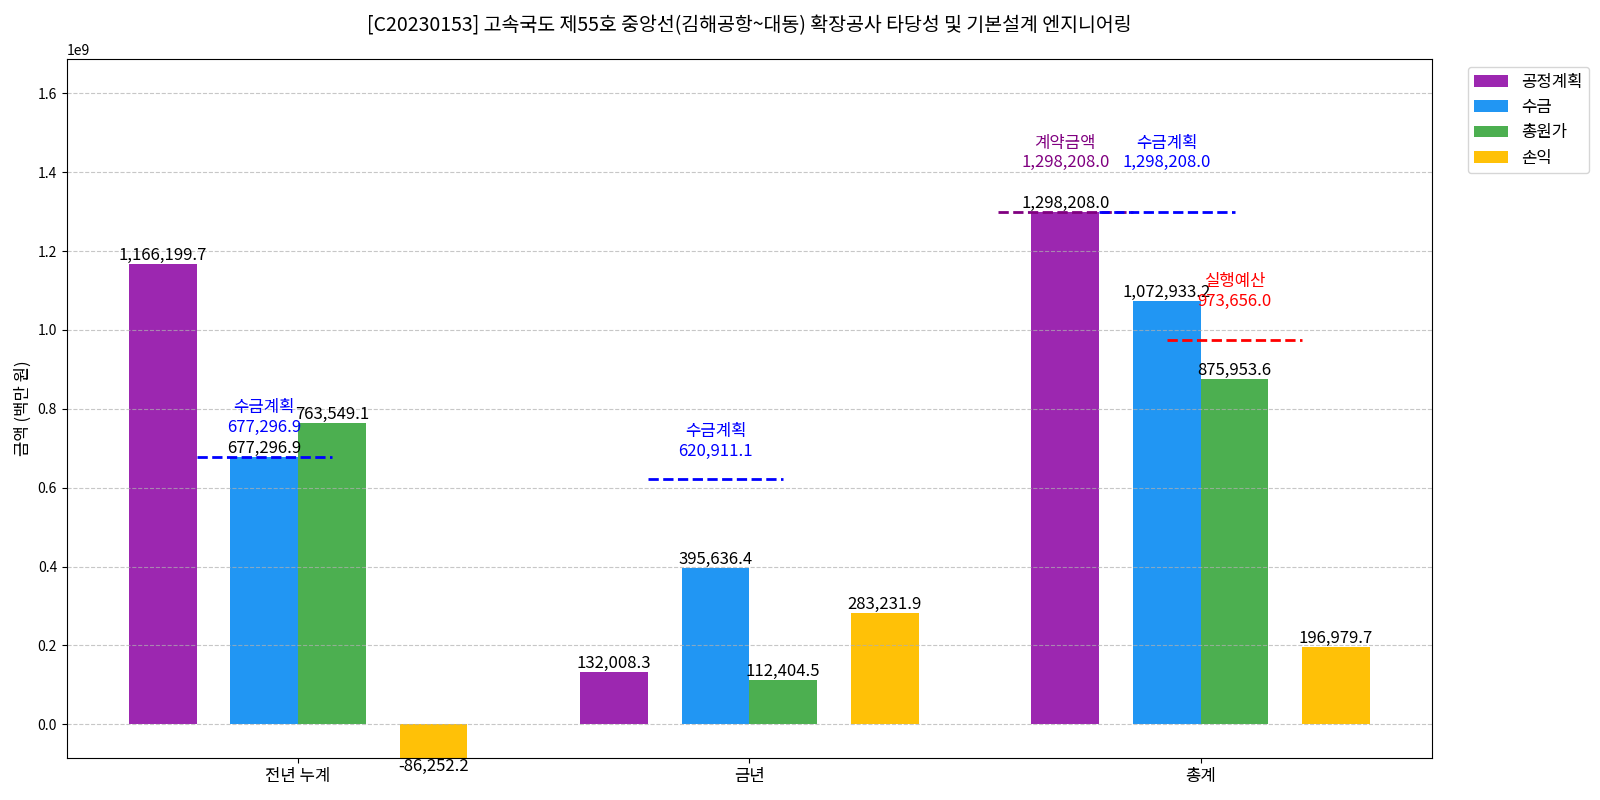 [C20230153] 고속국도 제55호 중앙선(김해공항~대동) 확장공사 타당성 및 기본설계 엔지니어링
1e9
공정계획
수금
총원가
손익
금액 (백만 원)
1.6
1.4
1.2
1.0
0.8
0.6
0.4
0.2
0.0
1,166,199.7
수금계획
677,296.9
677,296.9
763,549.1
-86,252.2
132,008.3
수금계획
620,911.1
395,636.4
112,404.5
283,231.9
계약금액
1,298,208.0
수금계획
1,298,208.0
1,298,208.0
1,072,933.2
실행예산
973,656.0
875,953.6
196,979.7
전년 누계
금년
총계